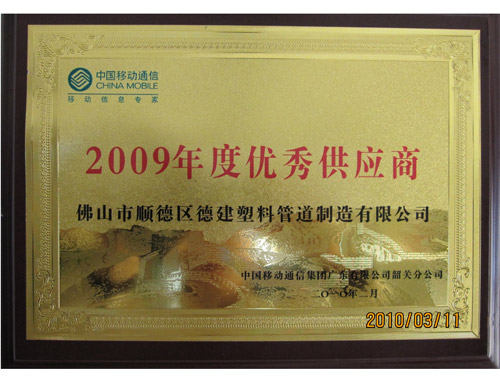 中国移动通信
CHINA MOBILE
移动信息专家
2009年度优秀供应商
佛山市顺德区德建塑料管道制造有限公司
中国移动通信集团广东有限公司韶关分公司
二〇一〇年二月
2010/03/11